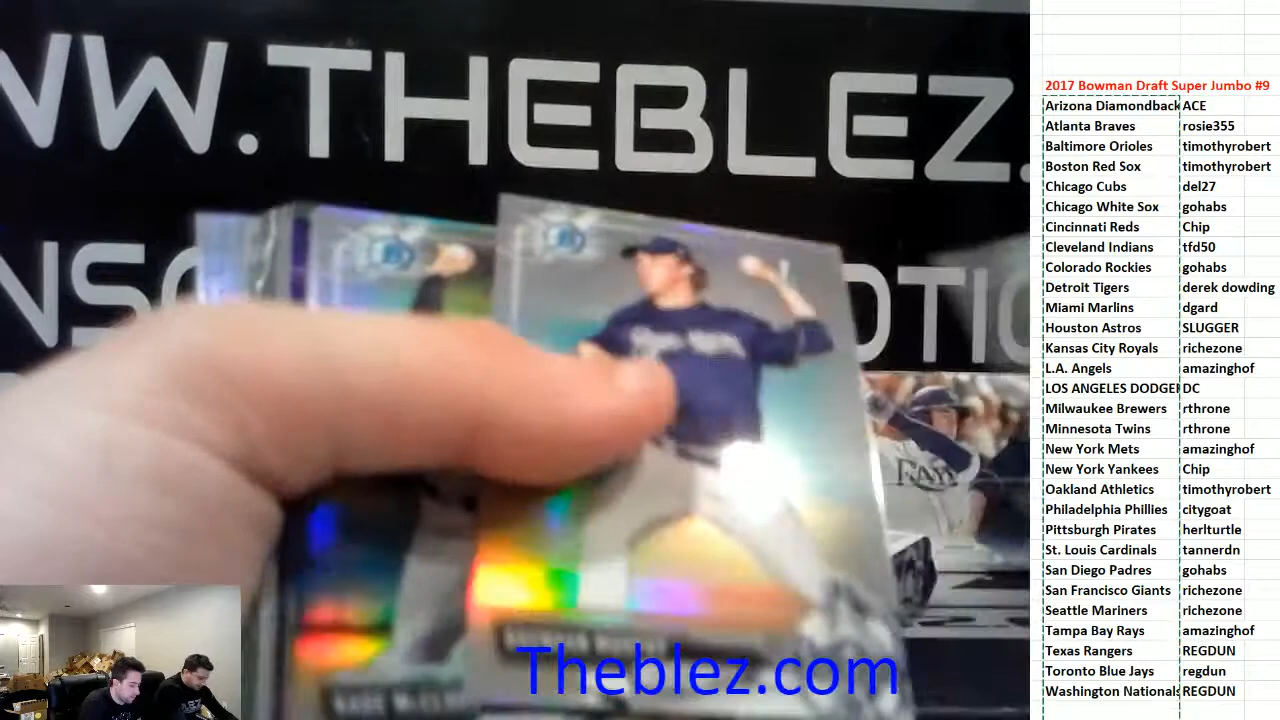 WW.THEBLEZ.
NSO
OTIO
RAYS
Theblez.com
2017 Bowman Draft Super Jumbo #9
Arizona Diamondback ACE
Atlanta Braves rosie355
Baltimore Orioles timothyrobert
Boston Red Sox timothyrobert
Chicago Cubs del27
Chicago White Sox gohabs
Cincinnati Reds Chip
Cleveland Indians tfd50
Colorado Rockies gohabs
Detroit Tigers derek dowding
Miami Marlins dgard
Houston Astros SLUGGER
Kansas City Royals richezone
L.A. Angels amazinghof
LOS ANGELES DODGE DC
Milwaukee Brewers rthrone
Minnesota Twins rthrone
New York Mets amazinghof
New York Yankees Chip
Oakland Athletics timothyrobert
Philadelphia Phillies citygoat
Pittsburgh Pirates herlturtle
St. Louis Cardinals tannerdn
San Diego Padres gohabs
San Francisco Giants richezone
Seattle Mariners richezone
Tampa Bay Rays amazinghof
Texas Rangers REGDUN
Toronto Blue Jays regdun
Washington Nationals REGDUN